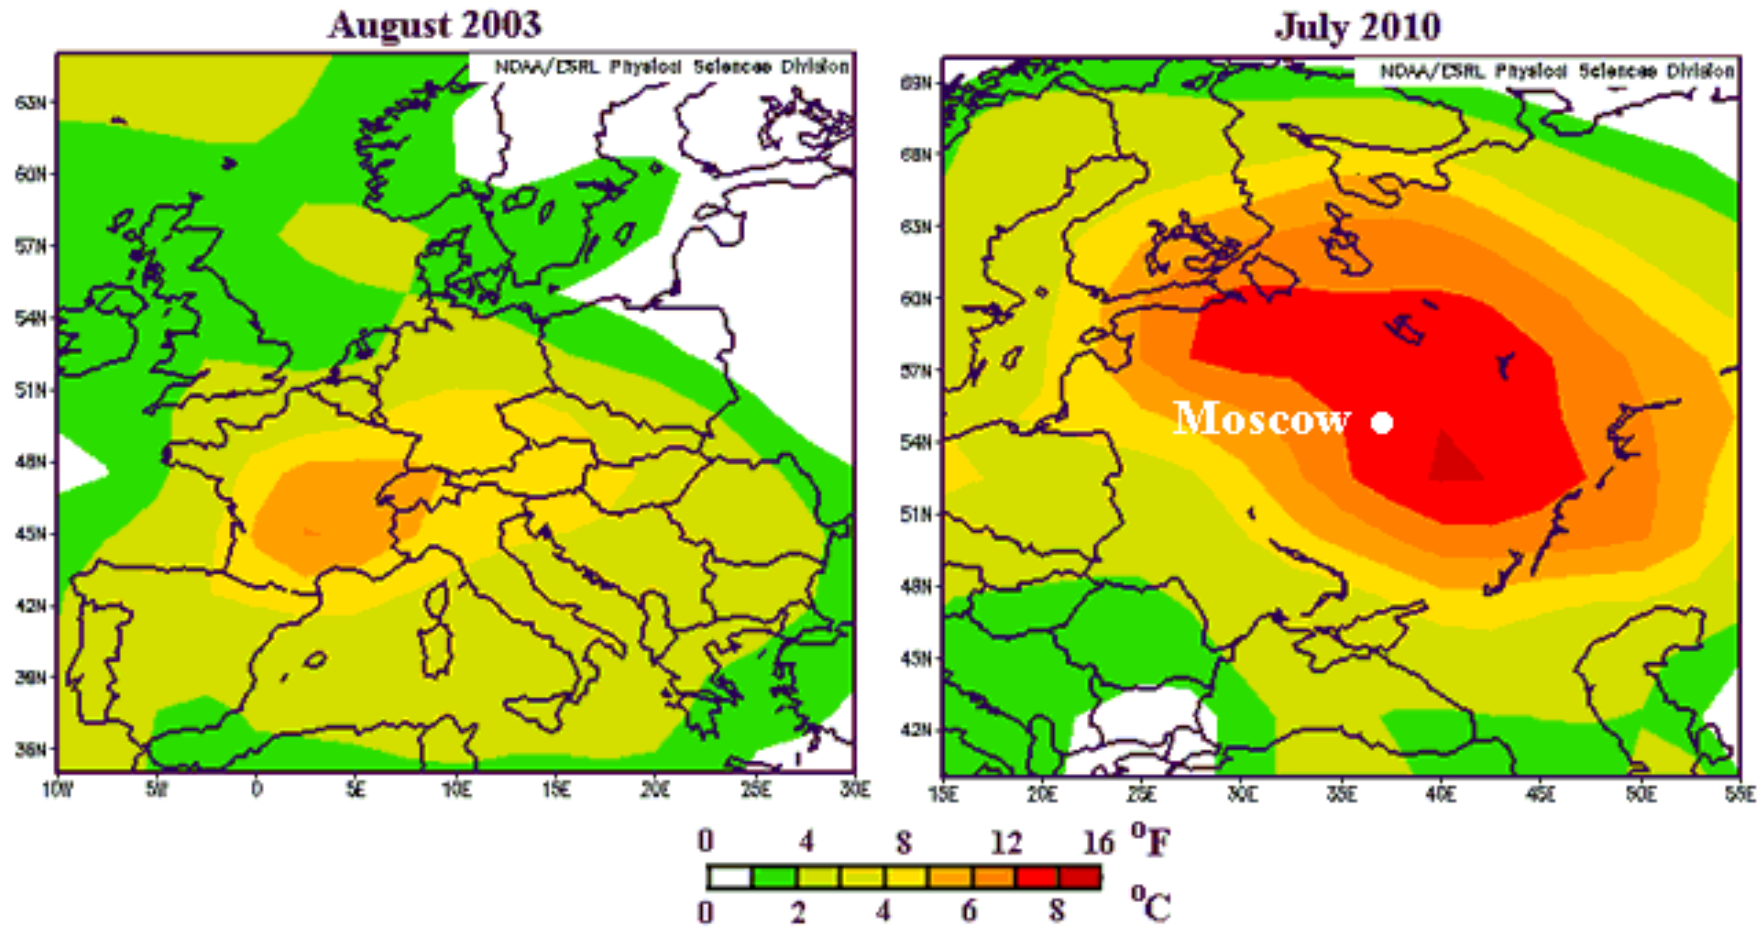 August 2003
July 2010
NOAA/ESRL Physical Sciences Division
NOAA/ESRL Physical Sciences Division
63N
60N
57N
54N
51N
48N
45N
42N
39N
36N
10W
5W
0
5E
10E
15E
20E
25E
30E
69N
63N
60N
57N
54N
51N
48N
45N
42N
Moscow
15E
20E
25E
30E
35E
40E
45E
50E
55E
0 4 8 12 16 °F
0 2 4 6 8 °C